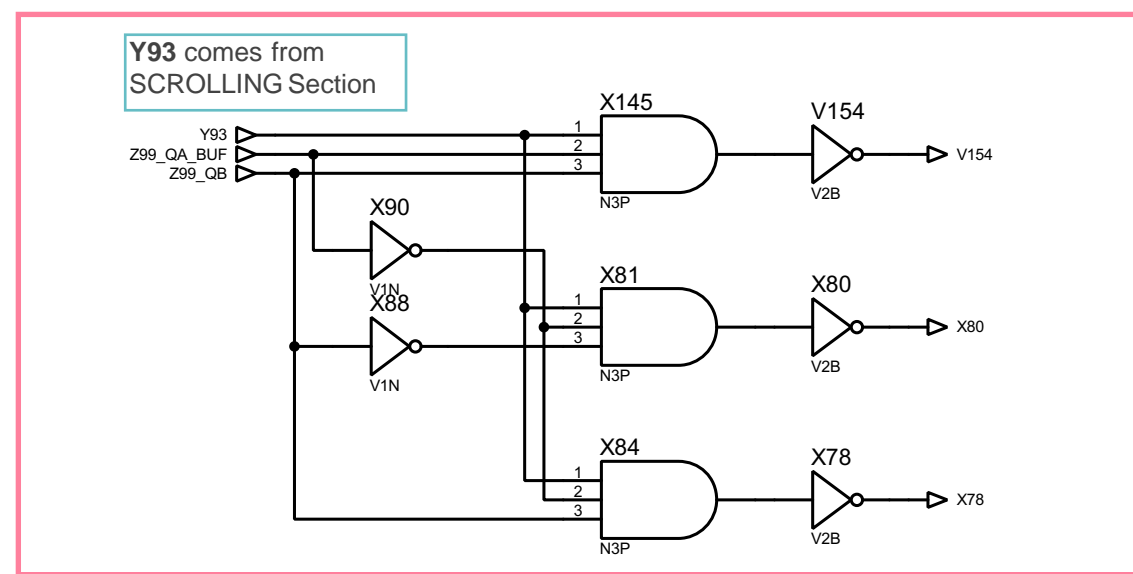 Y93 comes from
SCROLLING Section
X145
V154
Y93
1
Z99_QA_BUF
2
V154
Z99_QB
3
N3P
V2B
X90
V1N
X81
X80
X88
1
2
X80
3
V1N
N3P
V2B
X84
X78
1
2
X78
3
N3P
V2B